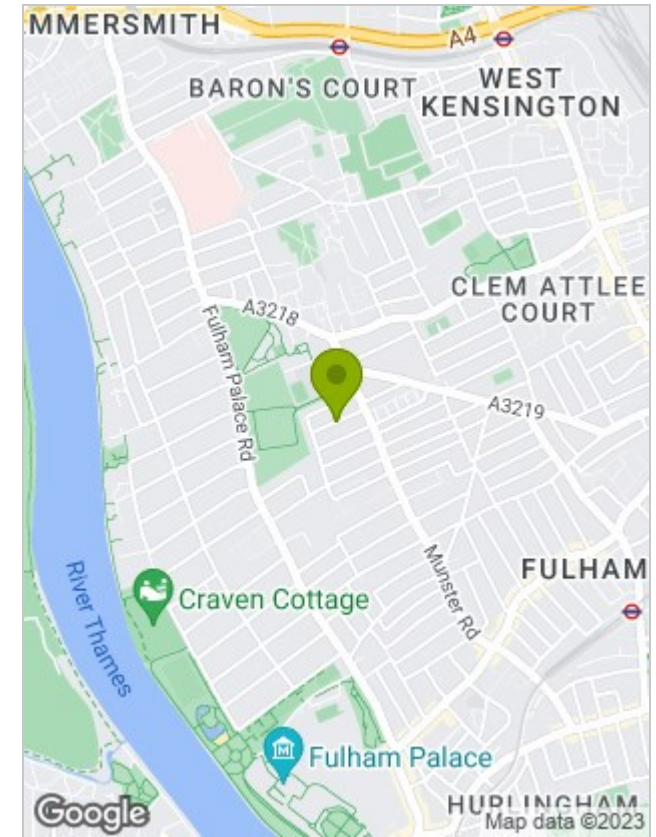 MMERSMITH
A4
BARON'S COURT
WEST
KENSINGTON
CLEM ATTLEE
COURT
A3218
Fulham Palace Rd
A3219
Munster Rd
FULHAM
River Thames
Craven Cottage
Fulham Palace
HURLINGHAM
Google
Map data ©2023